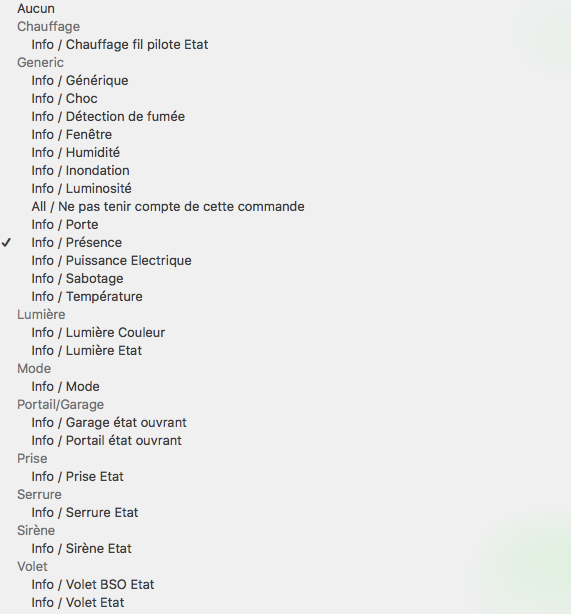 Aucun
Chauffage
Info / Chauffage fil pilote Etat
Generic
Info / Générique
Info / Choc
Info / Détection de fumée
Info / Fenêtre
Info / Humidité
Info / Inondation
Info / Luminosité
All / Ne pas tenir compte de cette commande
Info / Porte
✓ Info / Présence
Info / Puissance Electrique
Info / Sabotage
Info / Température
Lumière
Info / Lumière Couleur
Info / Lumière Etat
Mode
Info / Mode
Portail/Garage
Info / Garage état ouvrant
Info / Portail état ouvrant
Prise
Info / Prise Etat
Serrure
Info / Serrure Etat
Sirène
Info / Sirène Etat
Volet
Info / Volet BSO Etat
Info / Volet Etat